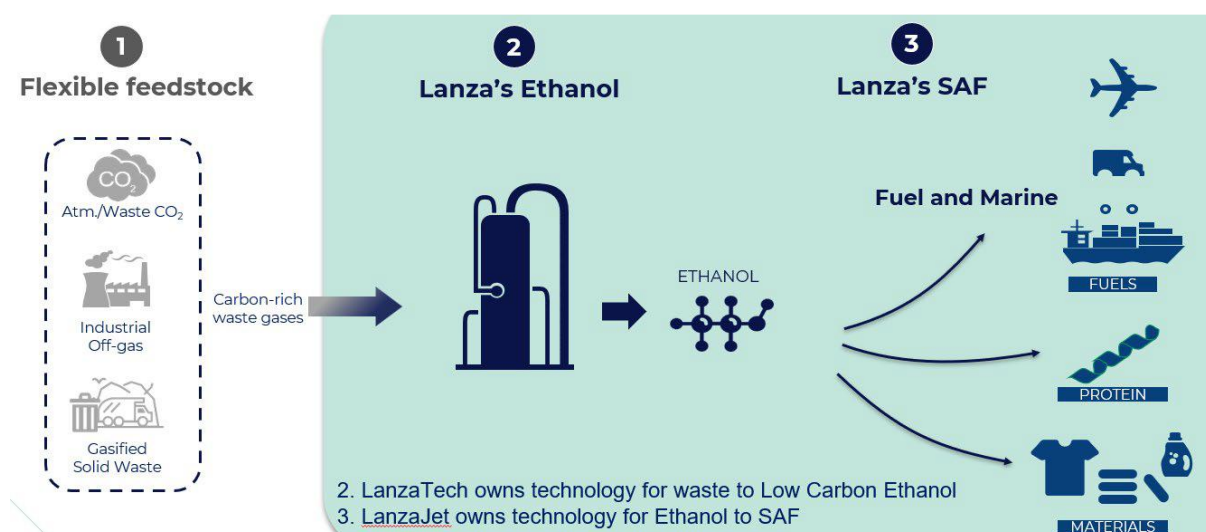 1
Flexible feedstock
CO2
Atm./Waste CO₂
Industrial
Off-gas
Gasified
Solid Waste
Carbon-rich
waste gases
2
Lanza's Ethanol
ETHANOL
3
Lanza's SAF
Fuel and Marine
FUELS
PROTEIN
MATERIALS
2. LanzaTech owns technology for waste to Low Carbon Ethanol
3. LanzaJet owns technology for Ethanol to SAF